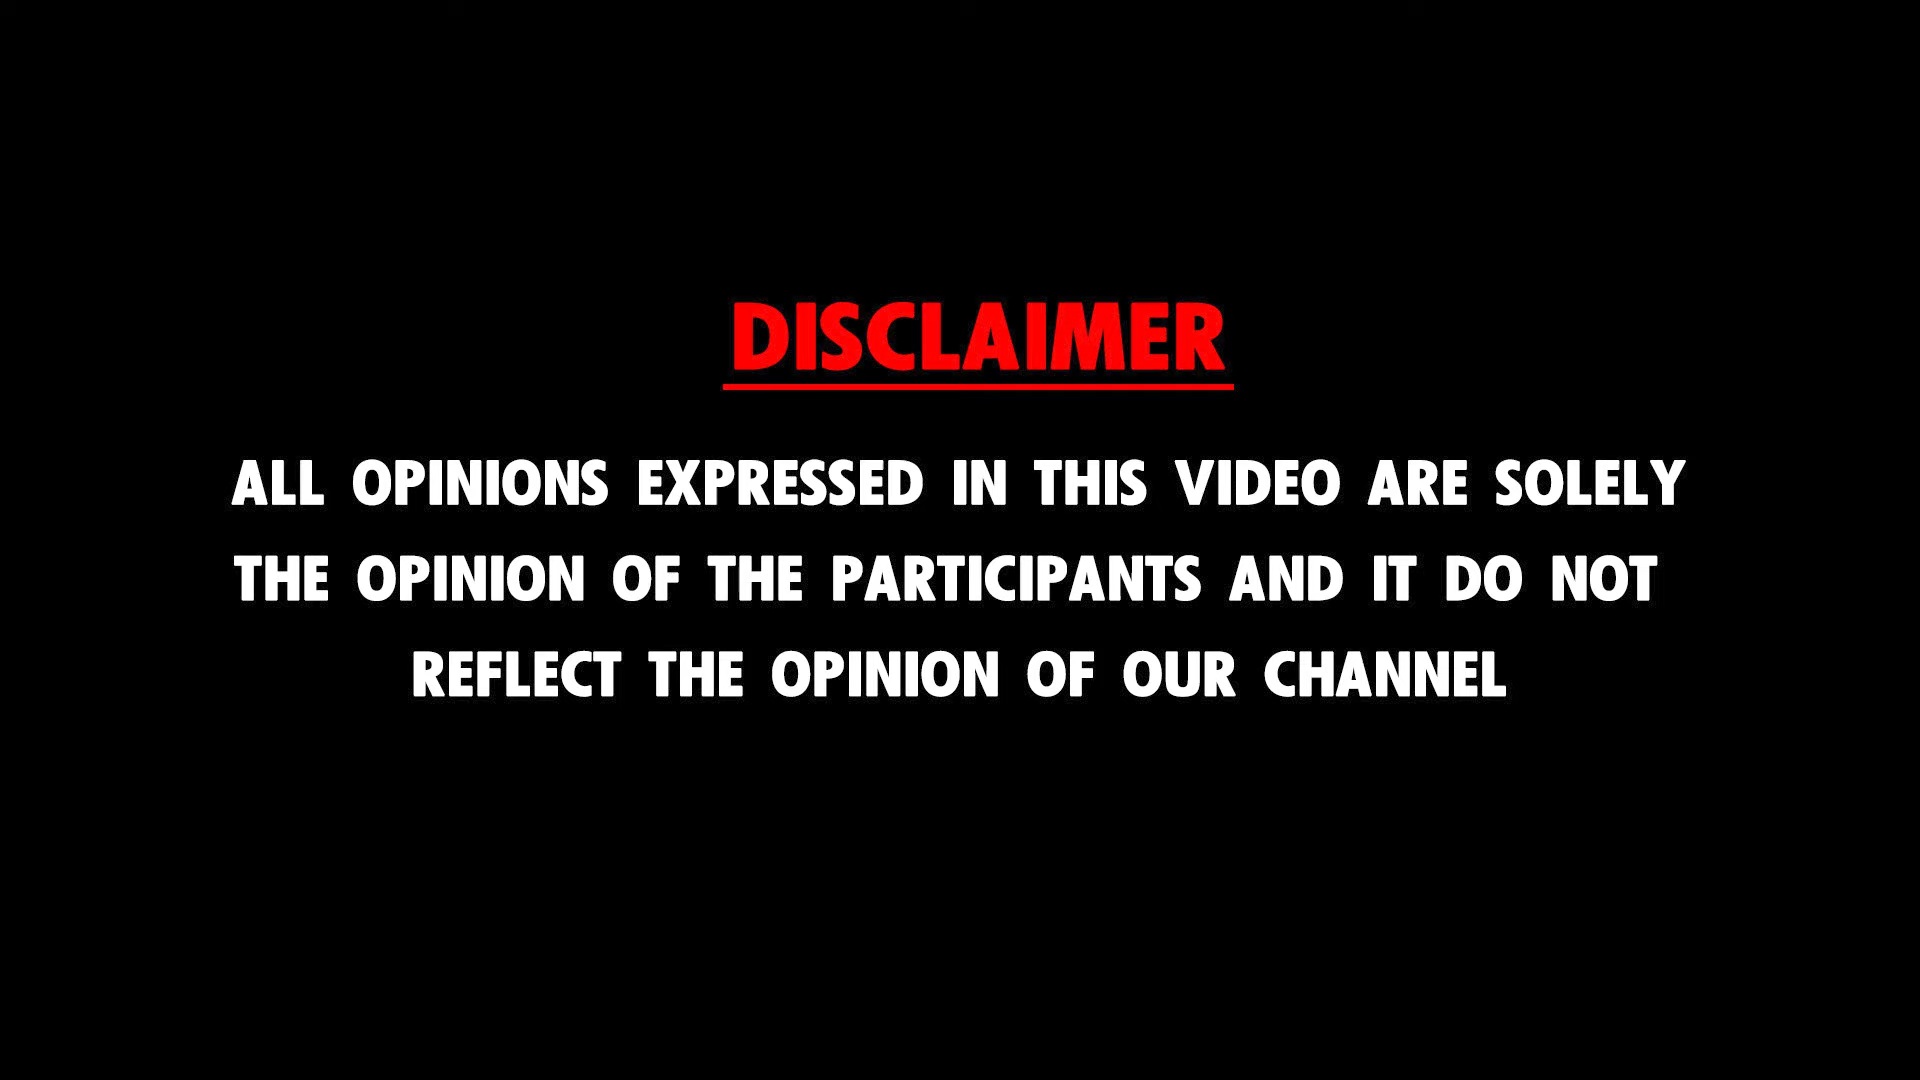 DISCLAIMER
ALL OPINIONS EXPRESSED IN THIS VIDEO ARE SOLELY
THE OPINION OF THE PARTICIPANTS AND IT DO NOT
REFLECT THE OPINION OF OUR CHANNEL